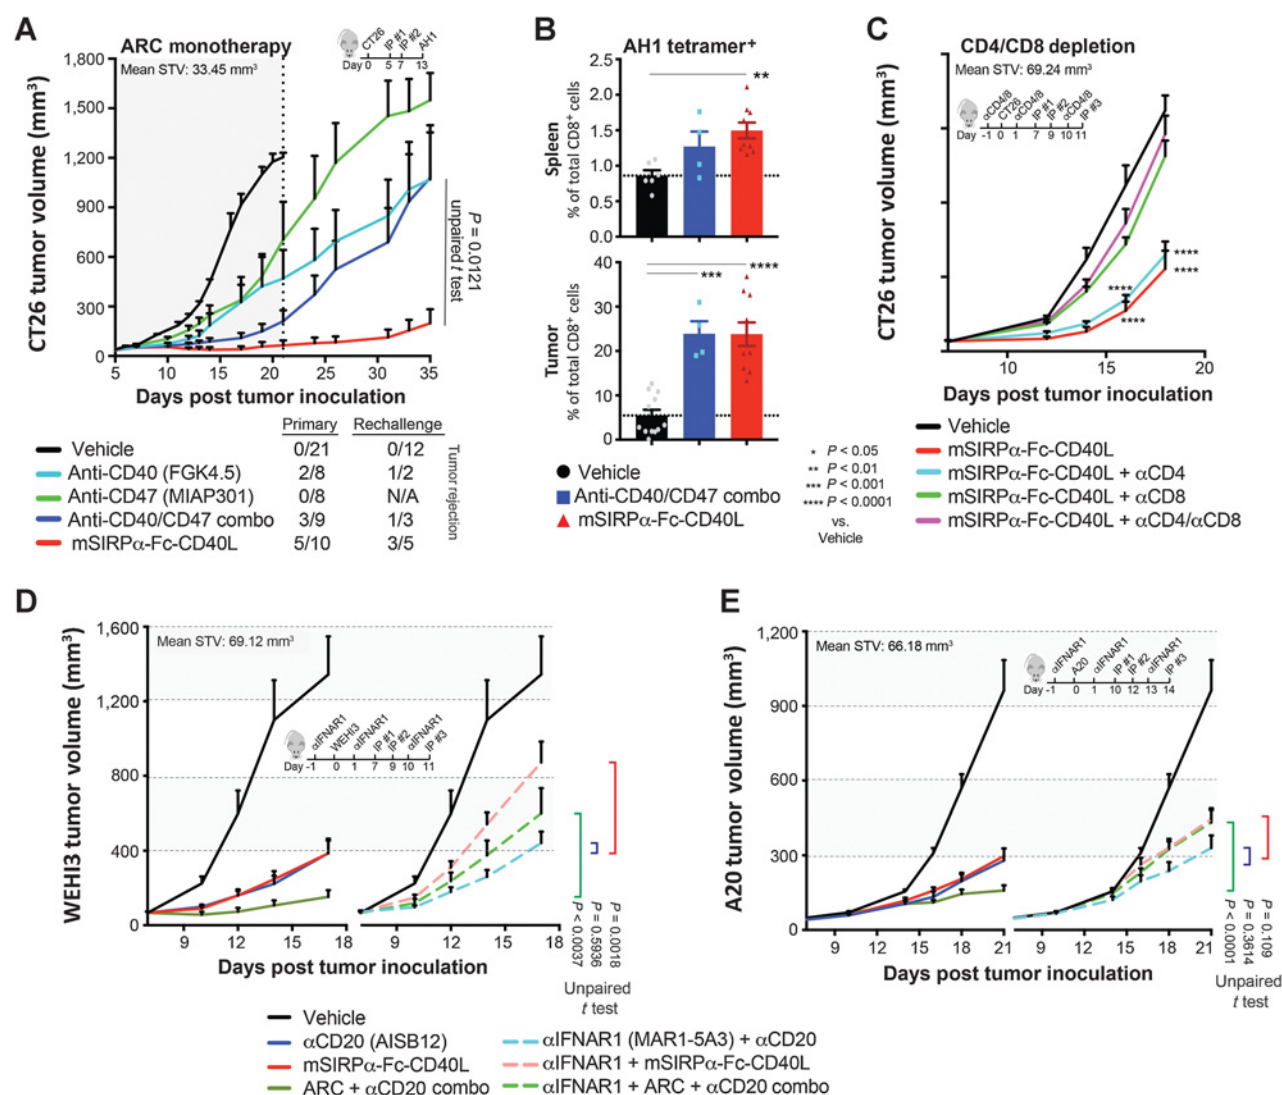 A
ARC monotherapy
Mean STV: 33.45 mm³
CT26
IP #1
IP #2
AH1
Day 0 5 7 13
CT26 tumor volume (mm³)
1,800
1,500
1,200
900
600
300
0
5 10 15 20 25 30 35
Days post tumor inoculation
P = 0.0121
unpaired t test
Primary Rechallenge
Vehicle 0/21 0/12
Anti-CD40 (FGK4.5) 2/8 1/2
Anti-CD47 (MIAP301) 0/8 N/A
Anti-CD40/CD47 combo 3/9 1/3
mSIRPα-Fc-CD40L 5/10 3/5
Tumor rejection
B
AH1 tetramer⁺
Spleen
% of total CD8⁺ cells
2.5
2.0
1.5
1.0
0.5
0.0
**
Tumor
% of total CD8⁺ cells
40
30
20
10
0
***
****
Vehicle
Anti-CD40/CD47 combo
mSIRPα-Fc-CD40L
* P < 0.05
** P < 0.01
*** P < 0.001
**** P < 0.0001
vs.
Vehicle
C
CD4/CD8 depletion
Mean STV: 69.24 mm³
αCD4/8
CT26
αCD4/8
IP #1
IP #2
αCD4/8
IP #3
Day -1 0 1 7 9 10 11
CT26 tumor volume (mm³)
10 15 20
Days post tumor inoculation
****
****
****
****
Vehicle
mSIRPα-Fc-CD40L
mSIRPα-Fc-CD40L + αCD4
mSIRPα-Fc-CD40L + αCD8
mSIRPα-Fc-CD40L + αCD4/αCD8
D
Mean STV: 69.12 mm³
WEHI3 tumor volume (mm³)
1,600
1,200
800
400
0
αIFNAR1
WEHI3
αIFNAR1
IP #1
IP #2
αIFNAR1
IP #3
Day -1 0 1 7 9 10 11
9 12 15 18 9 12 15 18
Days post tumor inoculation
P < 0.0037
P = 0.5936
P = 0.0018
Unpaired
t test
E
Mean STV: 66.18 mm³
A20 tumor volume (mm³)
1,200
900
600
300
0
αIFNAR1
A20
αIFNAR1
IP #1
IP #2
αIFNAR1
IP #3
Day -1 0 1 10 12 13 14
9 12 15 18 21 9 12 15 18 21
Days post tumor inoculation
P < 0.0001
P = 0.3614
P = 0.109
Unpaired
t test
Vehicle
αCD20 (AISB12)
mSIRPα-Fc-CD40L
ARC + αCD20 combo
αIFNAR1 (MAR1-5A3) + αCD20
αIFNAR1 + mSIRPα-Fc-CD40L
αIFNAR1 + ARC + αCD20 combo